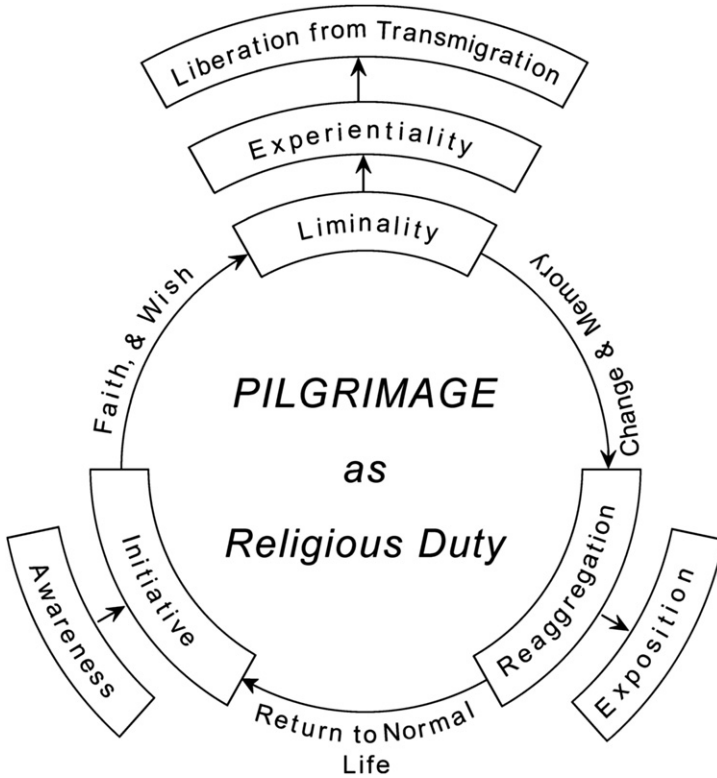 Liberation from Transmigration
Experientiality
Liminality
Faith, & Wish
Change & Memory
PILGRIMAGE
as
Religious Duty
Awareness
Initiative
Reaggregation
Exposition
Return to Normal
Life